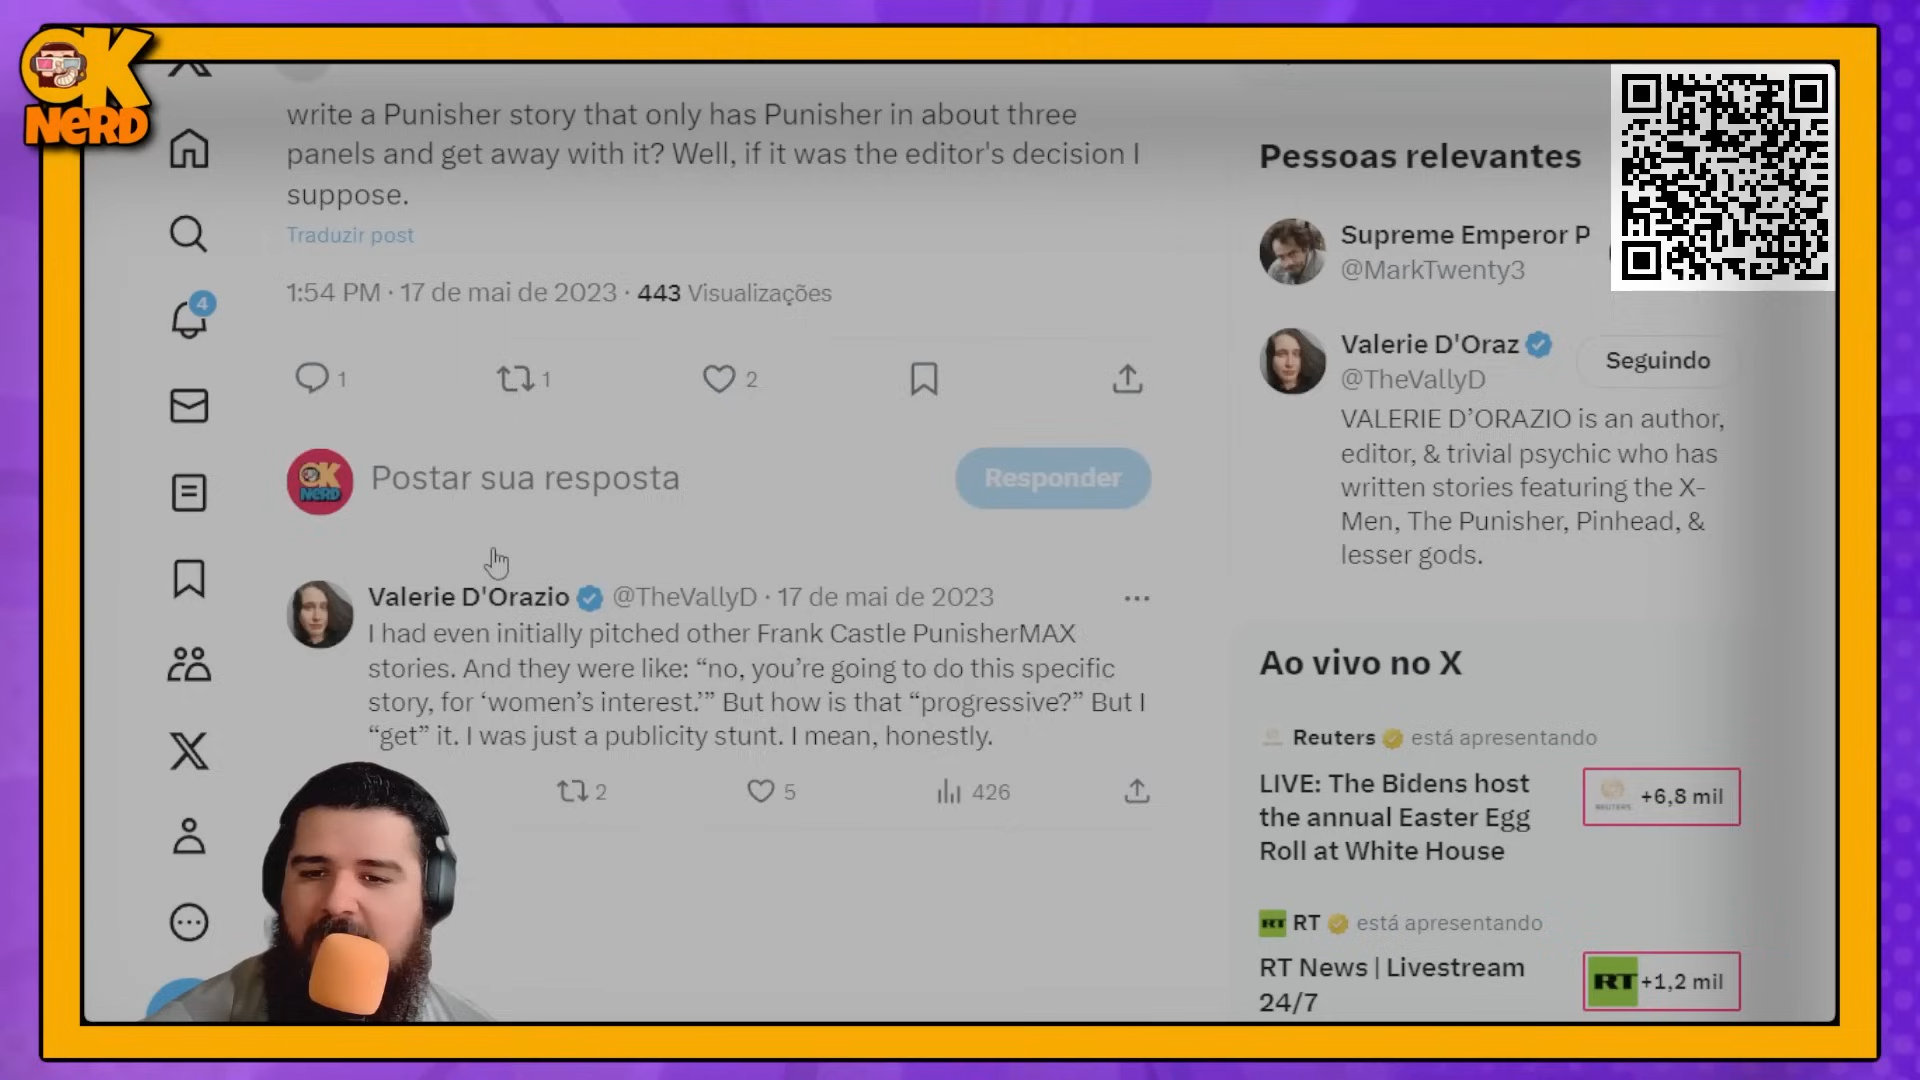 OK
NERD
write a Punisher story that only has Punisher in about three
panels and get away with it? Well, if it was the editor's decision I
suppose.
Traduzir post
1:54 PM · 17 de mai de 2023 · 443 Visualizações
1
1
2
4
OK
NERD
Postar sua resposta
Responder
Valerie D'Orazio @TheVallyD · 17 de mai de 2023
I had even initially pitched other Frank Castle PunisherMAX
stories. And they were like: “no, you’re going to do this specific
story, for ‘women’s interest.’” But how is that “progressive?” But I
“get” it. I was just a publicity stunt. I mean, honestly.
2
5
426
Pessoas relevantes
Supreme Emperor P
@MarkTwenty3
Valerie D'Oraz
@TheVallyD
Seguindo
VALERIE D’ORAZIO is an author,
editor, & trivial psychic who has
written stories featuring the X-
Men, The Punisher, Pinhead, &
lesser gods.
Ao vivo no X
Reuters está apresentando
LIVE: The Bidens host
the annual Easter Egg
Roll at White House
REUTERS
+6,8 mil
RT RT está apresentando
RT News | Livestream
24/7
RT +1,2 mil